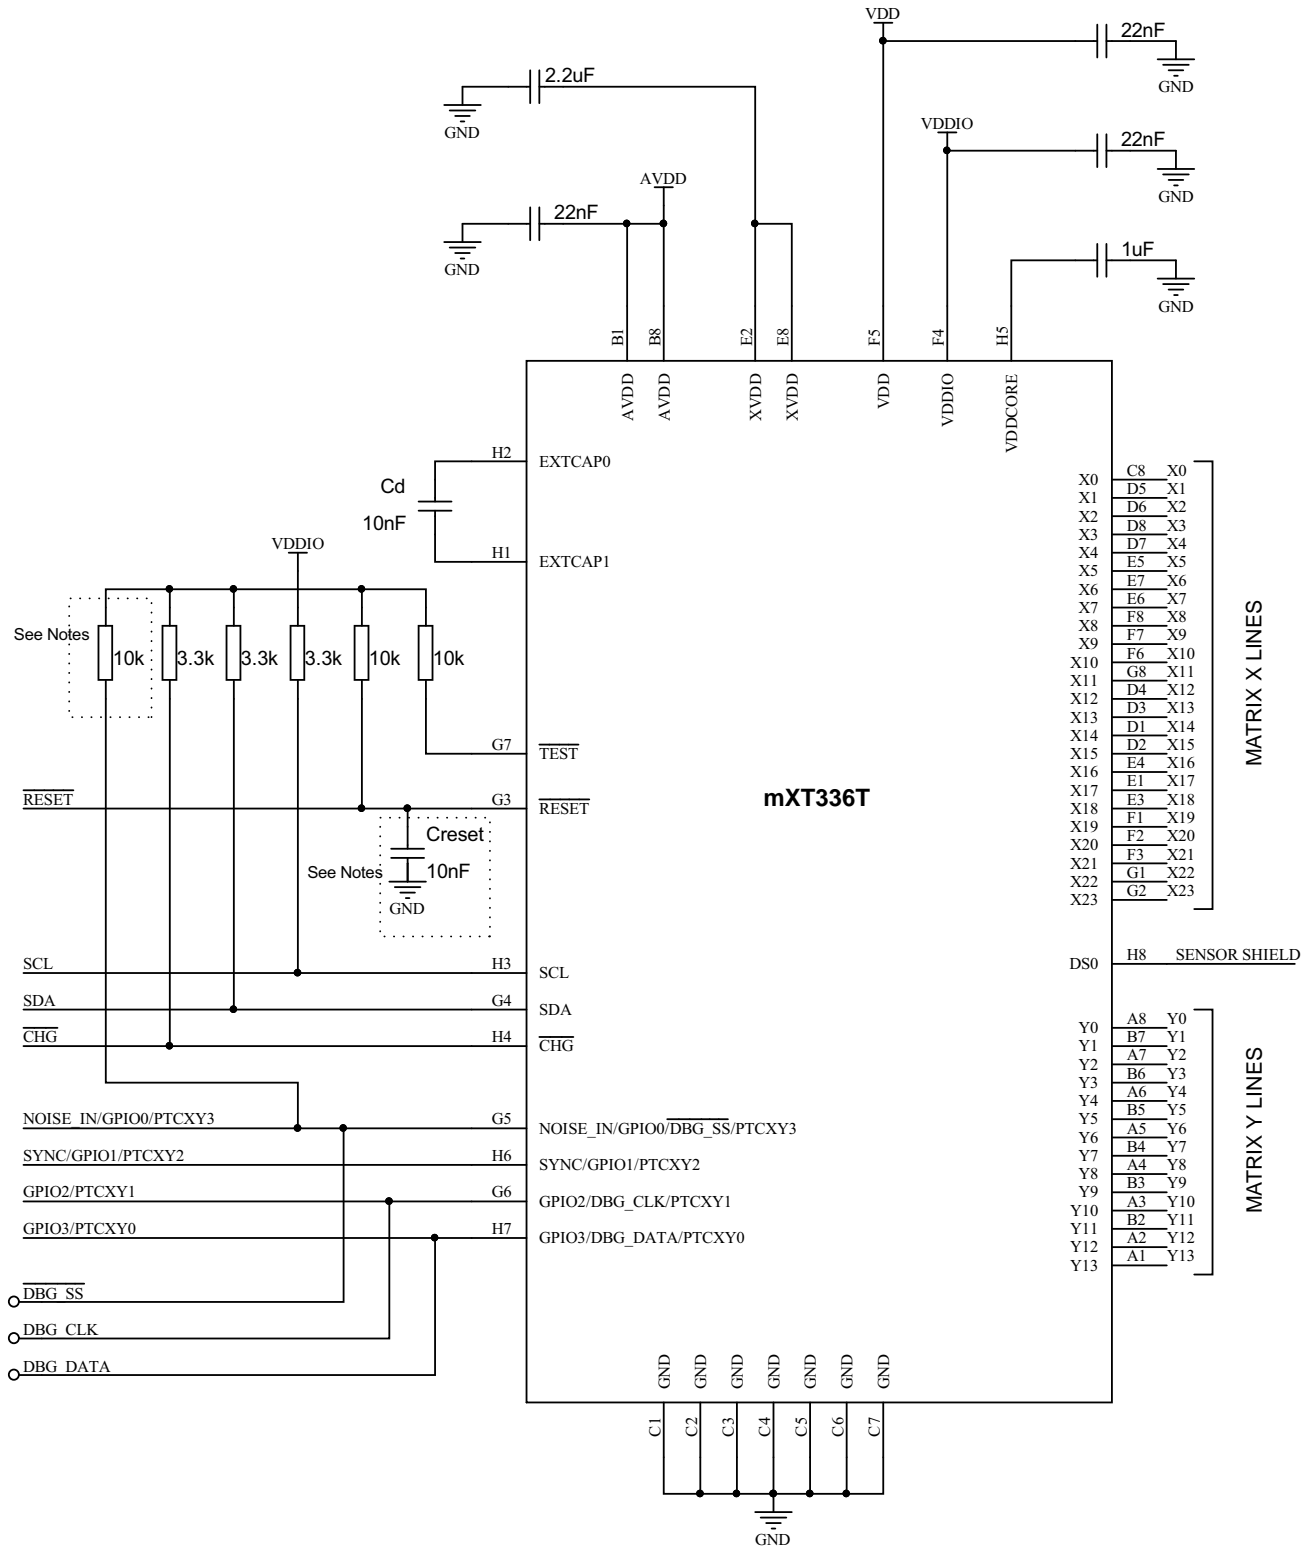 VDD
22nF
GND
2.2uF
GND
VDDIO
22nF
GND
AVDD
22nF
GND
1uF
GND
B1
B8
E2
E8
F5
F4
H5
AVDD
AVDD
XVDD
XVDD
VDD
VDDIO
VDDCORE
H2
EXTCAP0
Cd
10nF
H1
EXTCAP1
VDDIO
See Notes
10k
3.3k
3.3k
3.3k
10k
10k
G7
TEST
RESET
G3
RESET
mXT336T
Creset
See Notes
10nF
GND
SCL
H3
SCL
SDA
G4
SDA
CHG
H4
CHG
NOISE_IN/GPIO0/PTCXY3
G5
NOISE_IN/GPIO0/DBG_SS/PTCXY3
SYNC/GPIO1/PTCXY2
H6
SYNC/GPIO1/PTCXY2
GPIO2/PTCXY1
G6
GPIO2/DBG_CLK/PTCXY1
GPIO3/PTCXY0
H7
GPIO3/DBG_DATA/PTCXY0
DBG_SS
DBG_CLK
DBG_DATA
X0 C8 X0
X1 D5 X1
X2 D6 X2
X3 D8 X3
X4 D7 X4
X5 E5 X5
X6 E7 X6
X7 E6 X7
X8 F8 X8
X9 F7 X9
X10 F6 X10
X11 G8 X11
X12 D4 X12
X13 D3 X13
X14 D1 X14
X15 D2 X15
X16 E4 X16
X17 E1 X17
X18 E3 X18
X19 F1 X19
X20 F2 X20
X21 F3 X21
X22 G1 X22
X23 G2 X23
MATRIX X LINES
DS0 H8 SENSOR SHIELD
Y0 A8 Y0
Y1 B7 Y1
Y2 A7 Y2
Y3 B6 Y3
Y4 A6 Y4
Y5 B5 Y5
Y6 A5 Y6
Y7 B4 Y7
Y8 A4 Y8
Y9 B3 Y9
Y10 A3 Y10
Y11 B2 Y11
Y12 A2 Y12
Y13 A1 Y13
MATRIX Y LINES
GND
GND
GND
GND
GND
GND
GND
C1
C2
C3
C4
C5
C6
C7
GND